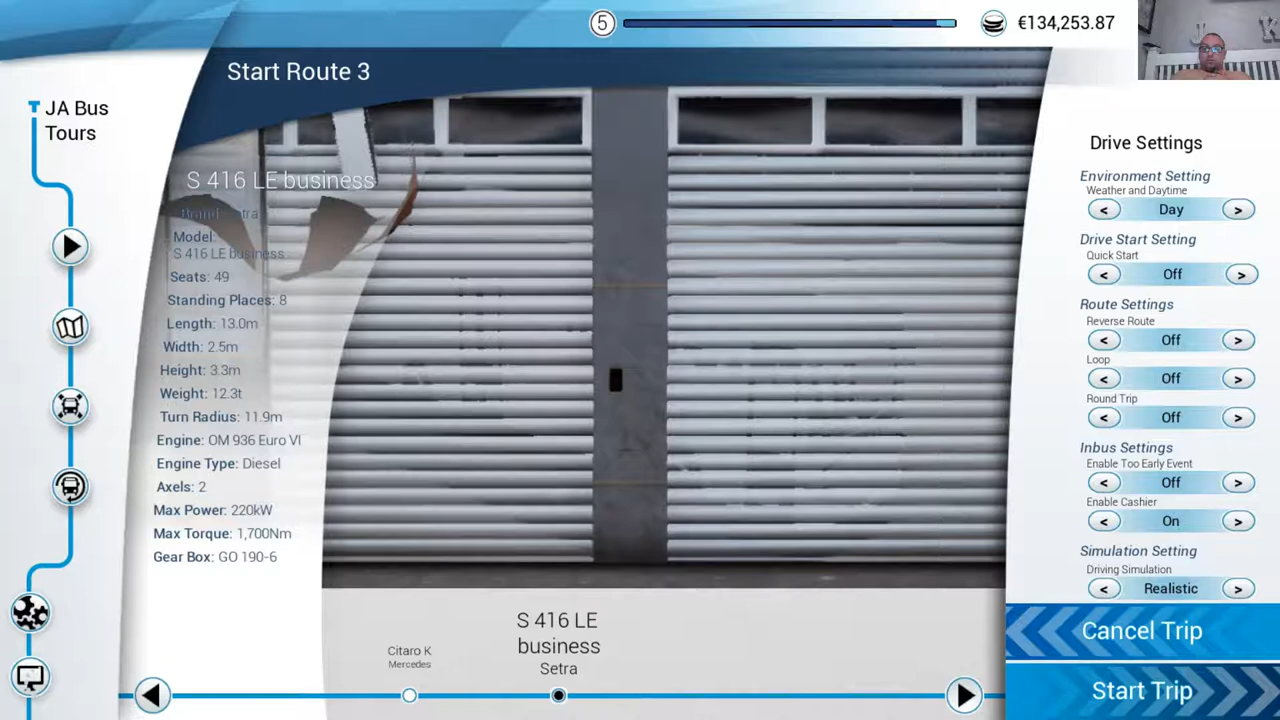 5
€134,253.87
Start Route 3
JA Bus
Tours
S 416 LE business
Brand: Setra
Model:
S 416 LE business
Seats: 49
Standing Places: 8
Length: 13.0m
Width: 2.5m
Height: 3.3m
Weight: 12.3t
Turn Radius: 11.9m
Engine: OM 936 Euro VI
Engine Type: Diesel
Axels: 2
Max Power: 220kW
Max Torque: 1,700Nm
Gear Box: GO 190-6
Citaro K
Mercedes
S 416 LE
business
Setra
Drive Settings
Environment Setting
Weather and Daytime
< Day >
Drive Start Setting
Quick Start
< Off >
Route Settings
Reverse Route
< Off >
Loop
< Off >
Round Trip
< Off >
Inbus Settings
Enable Too Early Event
< Off >
Enable Cashier
< On >
Simulation Setting
Driving Simulation
< Realistic >
Cancel Trip
Start Trip